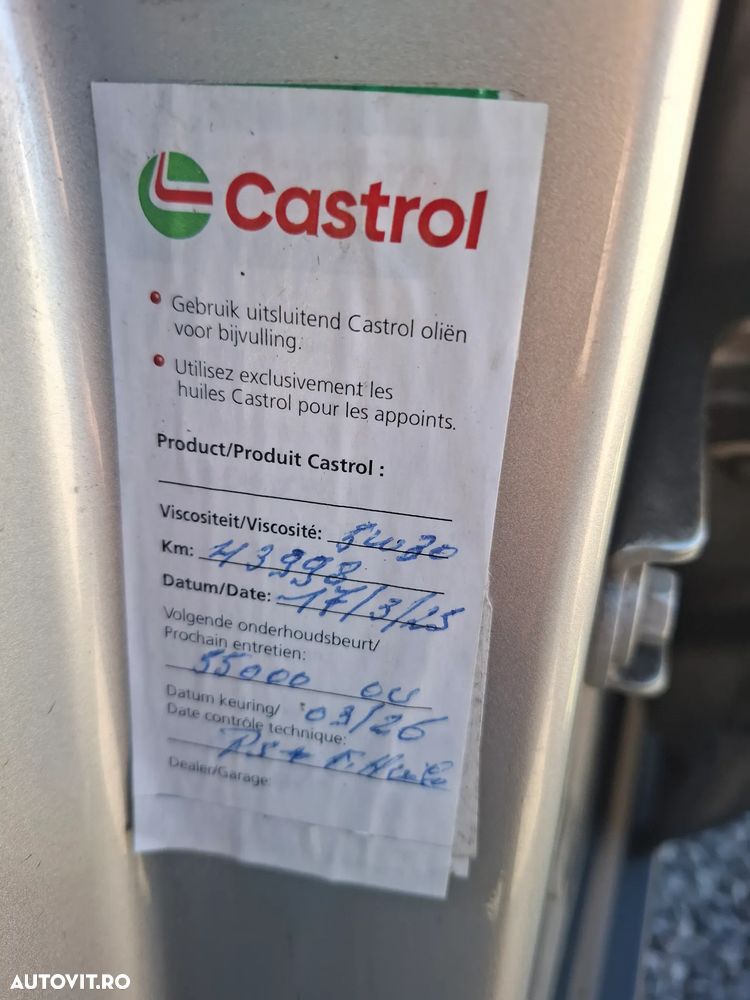 Castrol
Gebruik uitsluitend Castrol oliën
voor bijvulling.
Utilisez exclusivement les
huiles Castrol pour les appoints.
Product/Produit Castrol :
Viscositeit/Viscosité: 5W30
Km: 43998
Datum/Date: 17/3/25
Volgende onderhoudsbeurt/
Prochain entretien:
55000 ou
Datum keuring/ 03/26
Date contrôle technique:
Dealer/Garage:
AUTOVIT.RO